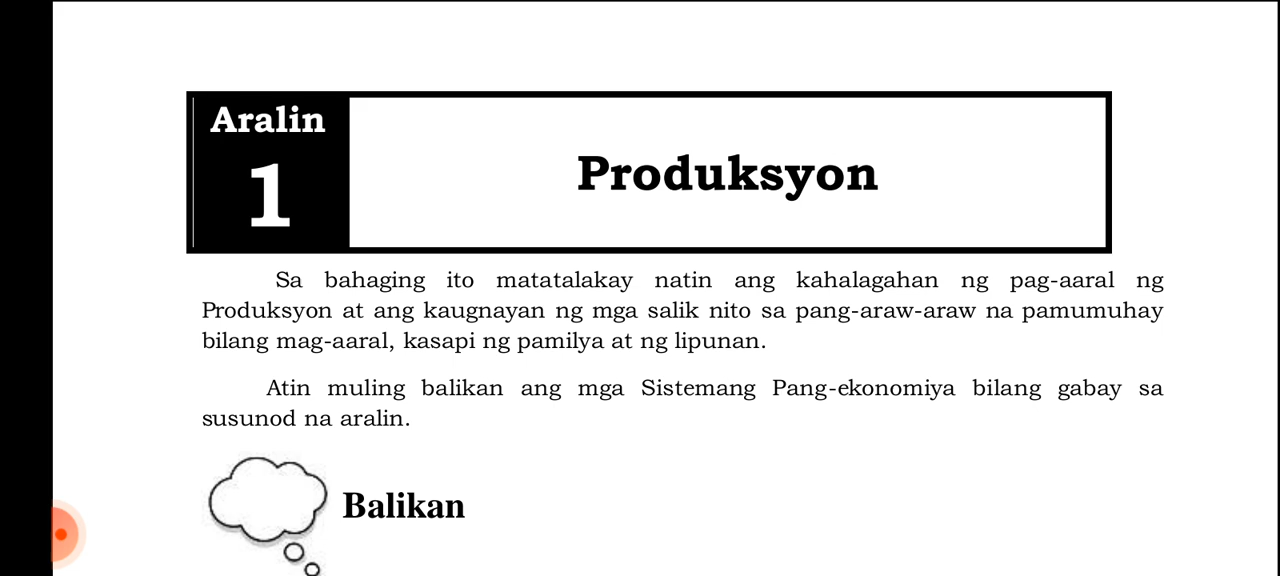 Aralin
1
Produksyon
Sa bahaging ito matatalakay natin ang kahalagahan ng pag-aaral ng
Produksyon at ang kaugnayan ng mga salik nito sa pang-araw-araw na pamumuhay
bilang mag-aaral, kasapi ng pamilya at ng lipunan.
Atin muling balikan ang mga Sistemang Pang-ekonomiya bilang gabay sa
susunod na aralin.
Balikan